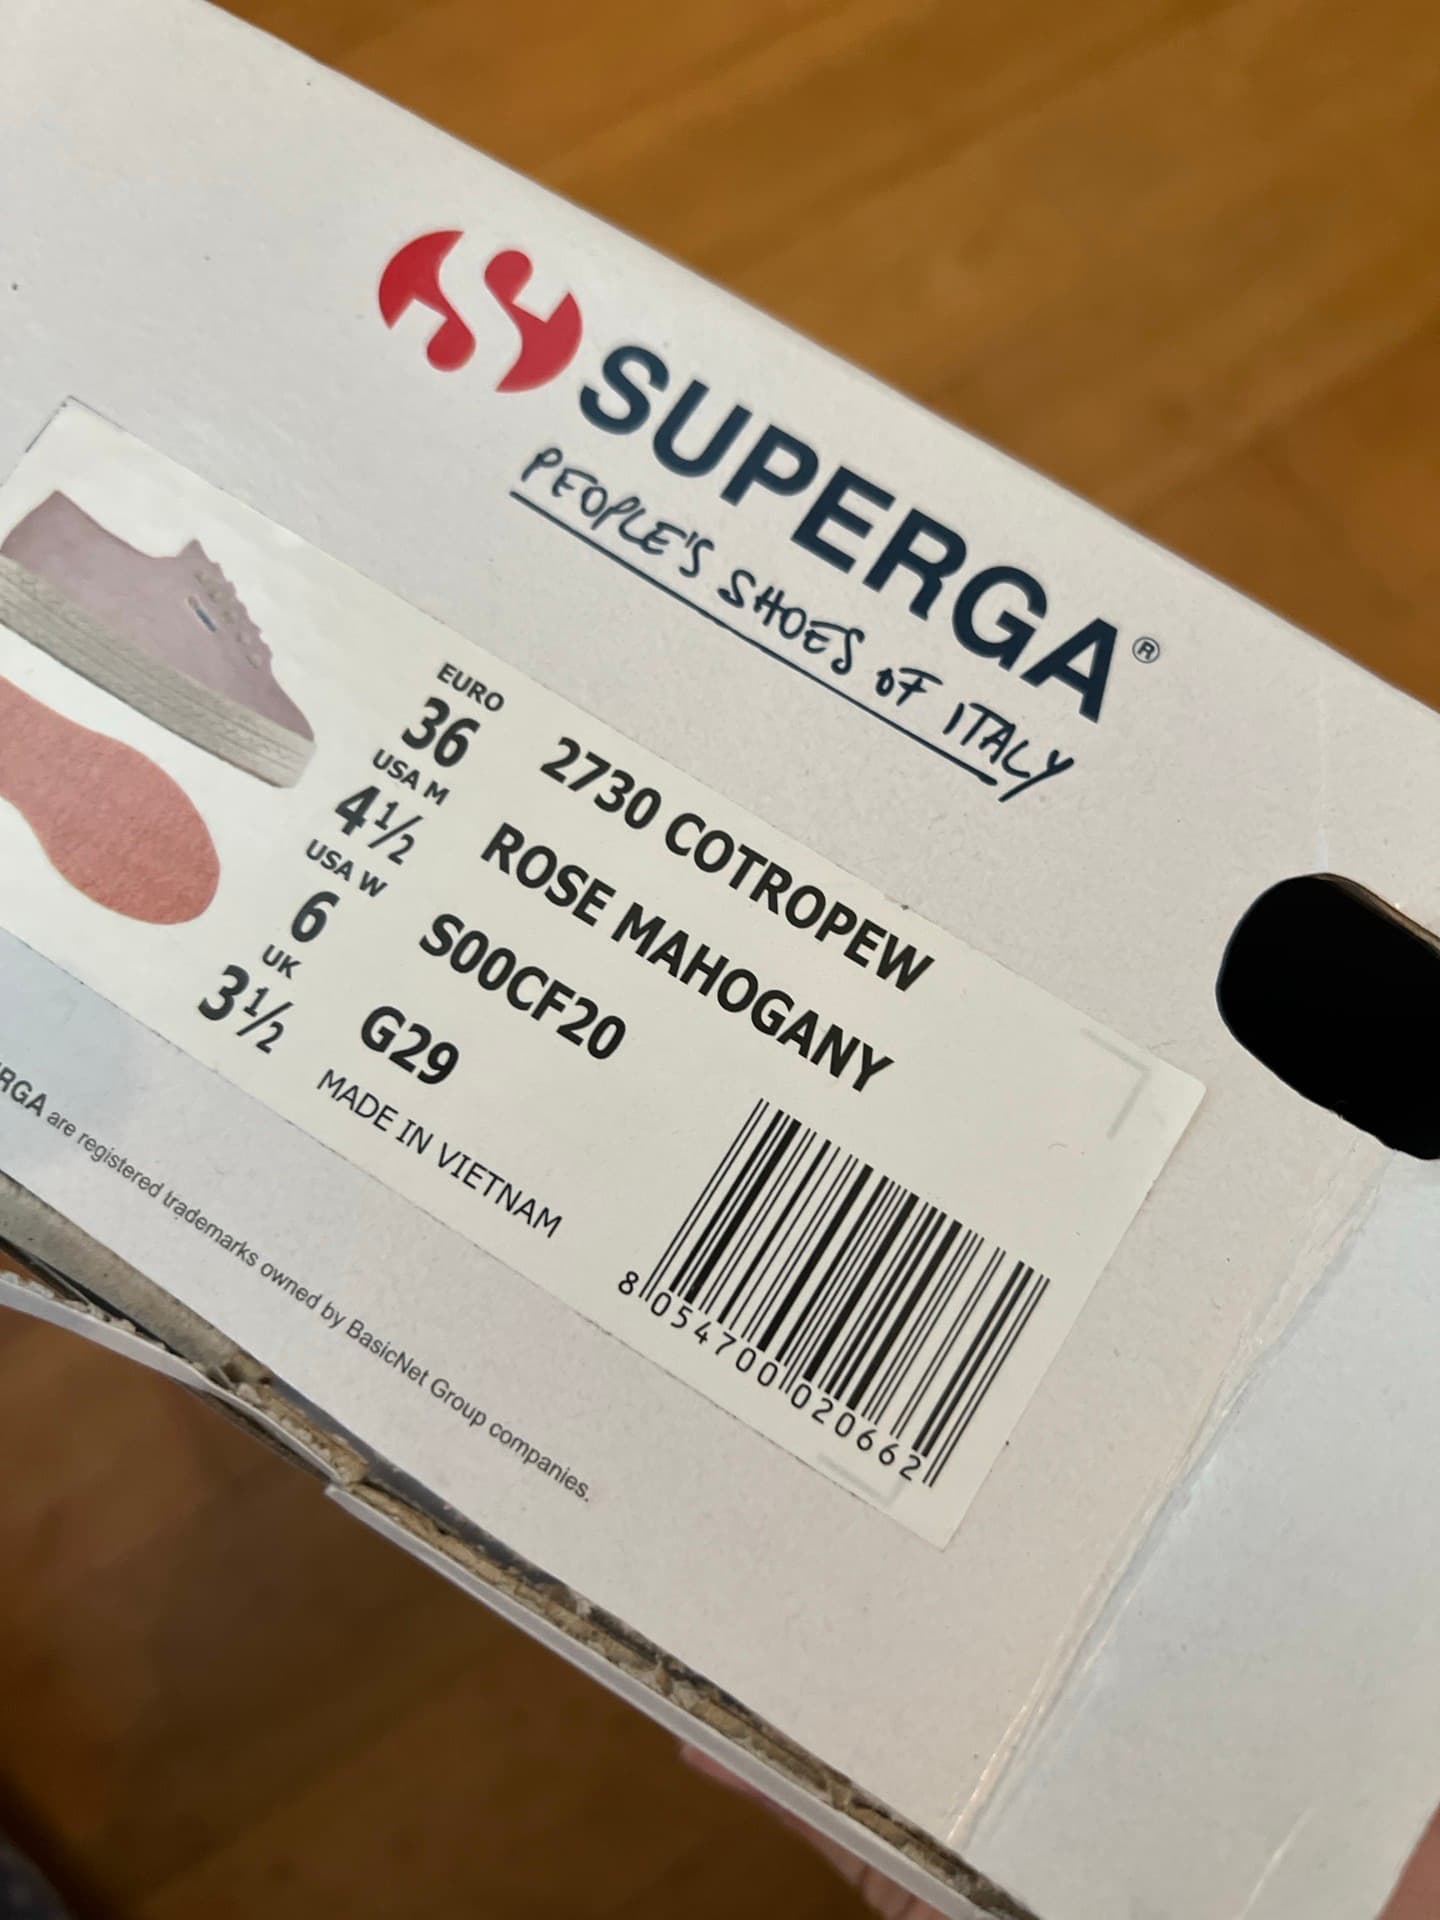 SUPERGA®
PEOPLE'S SHOES OF ITALY
EURO
36
USA M
4½
USA W
6
UK
3½
2730 COTROPEW
ROSE MAHOGANY
S00CF20
G29
MADE IN VIETNAM
8 054700 020662
RGA are registered trademarks owned by BasicNet Group companies.